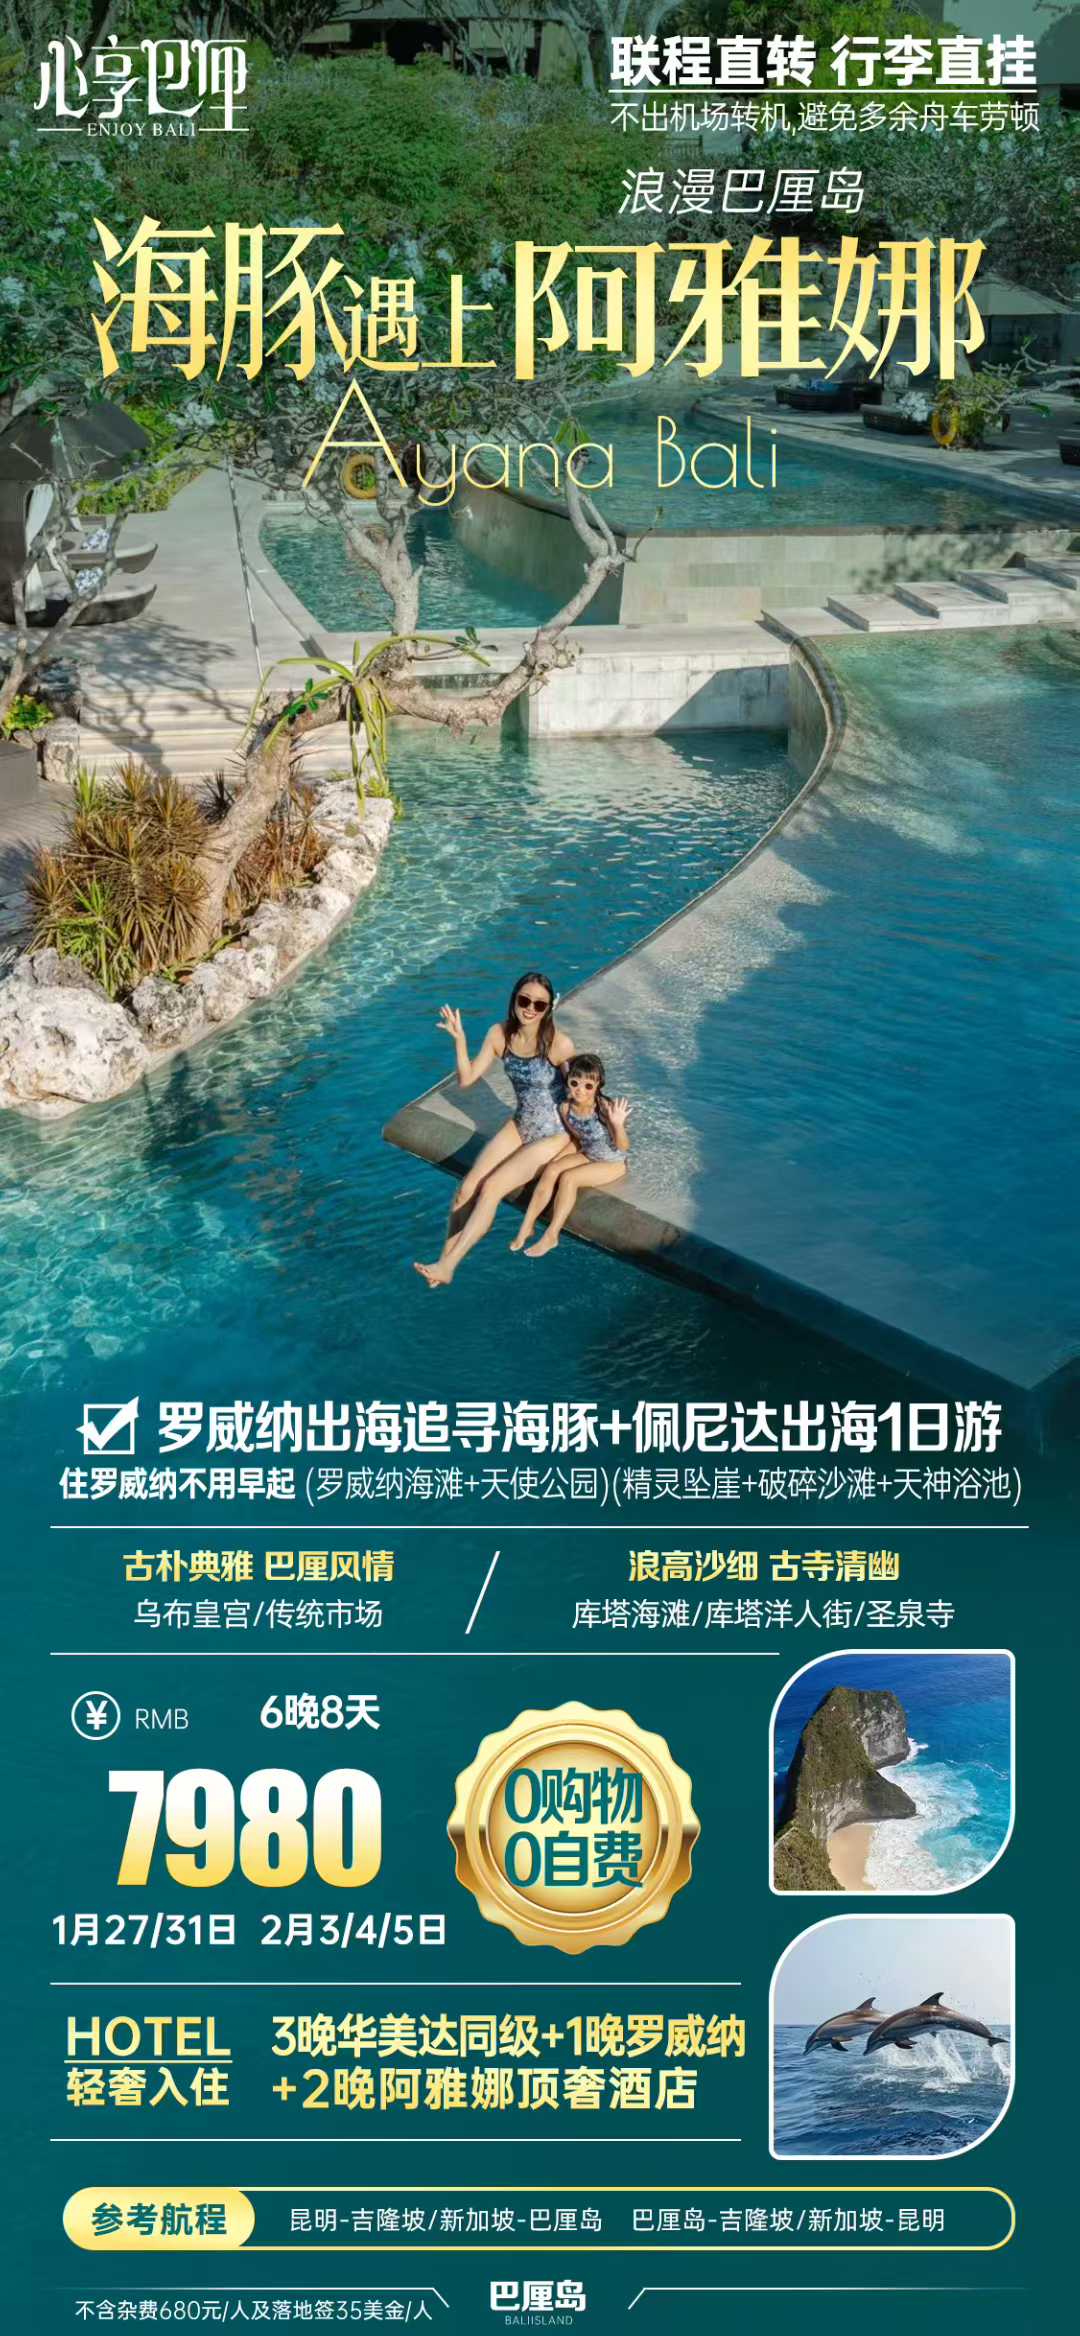 心享巴厘
ENJOY BALI
联程直转 行李直挂
不出机场转机,避免多余舟车劳顿
浪漫巴厘岛
海豚遇上阿雅娜
Ayana Bali
罗威纳出海追寻海豚+佩尼达出海1日游
住罗威纳不用早起 (罗威纳海滩+天使公园)(精灵坠崖+破碎沙滩+天神浴池)
古朴典雅 巴厘风情
乌布皇宫/传统市场
浪高沙细 古寺清幽
库塔海滩/库塔洋人街/圣泉寺
¥ RMB 6晚8天
7980
1月27/31日 2月3/4/5日
0购物
0自费
HOTEL
轻奢入住
3晚华美达同级+1晚罗威纳
+2晚阿雅娜顶奢酒店
参考航程
昆明-吉隆坡/新加坡-巴厘岛 巴厘岛-吉隆坡/新加坡-昆明
不含杂费680元/人及落地签35美金/人
巴厘岛
BALIISLAND